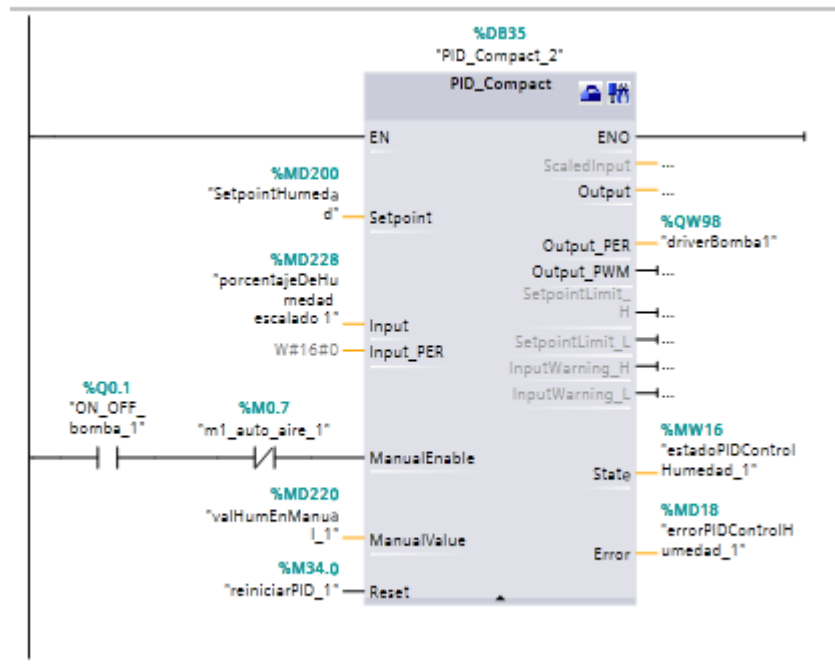 %DB35
"PID_Compact_2"
PID_Compact
EN
ENO
ScaledInput
...
%MD200
"SetpointHumeda
d"
Setpoint
Output
...
%QW98
"driverBomba1"
Output_PER
%MD228
"porcentajeDeHu
medad
escalado 1"
Input
Output_PWM
...
SetpointLimit_
H
...
W#16#0
Input_PER
SetpointLimit_L
...
InputWarning_H
...
InputWarning_L
...
%Q0.1
"ON_OFF_
bomba_1"
%M0.7
"m1_auto_aire_1"
ManualEnable
%MW16
"estadoPIDControl
Humedad_1"
State
%MD220
"valHumEnManua
l_1"
ManualValue
%MD18
"errorPIDControlH
umedad_1"
Error
%M34.0
"reiniciarPID_1"
Reset